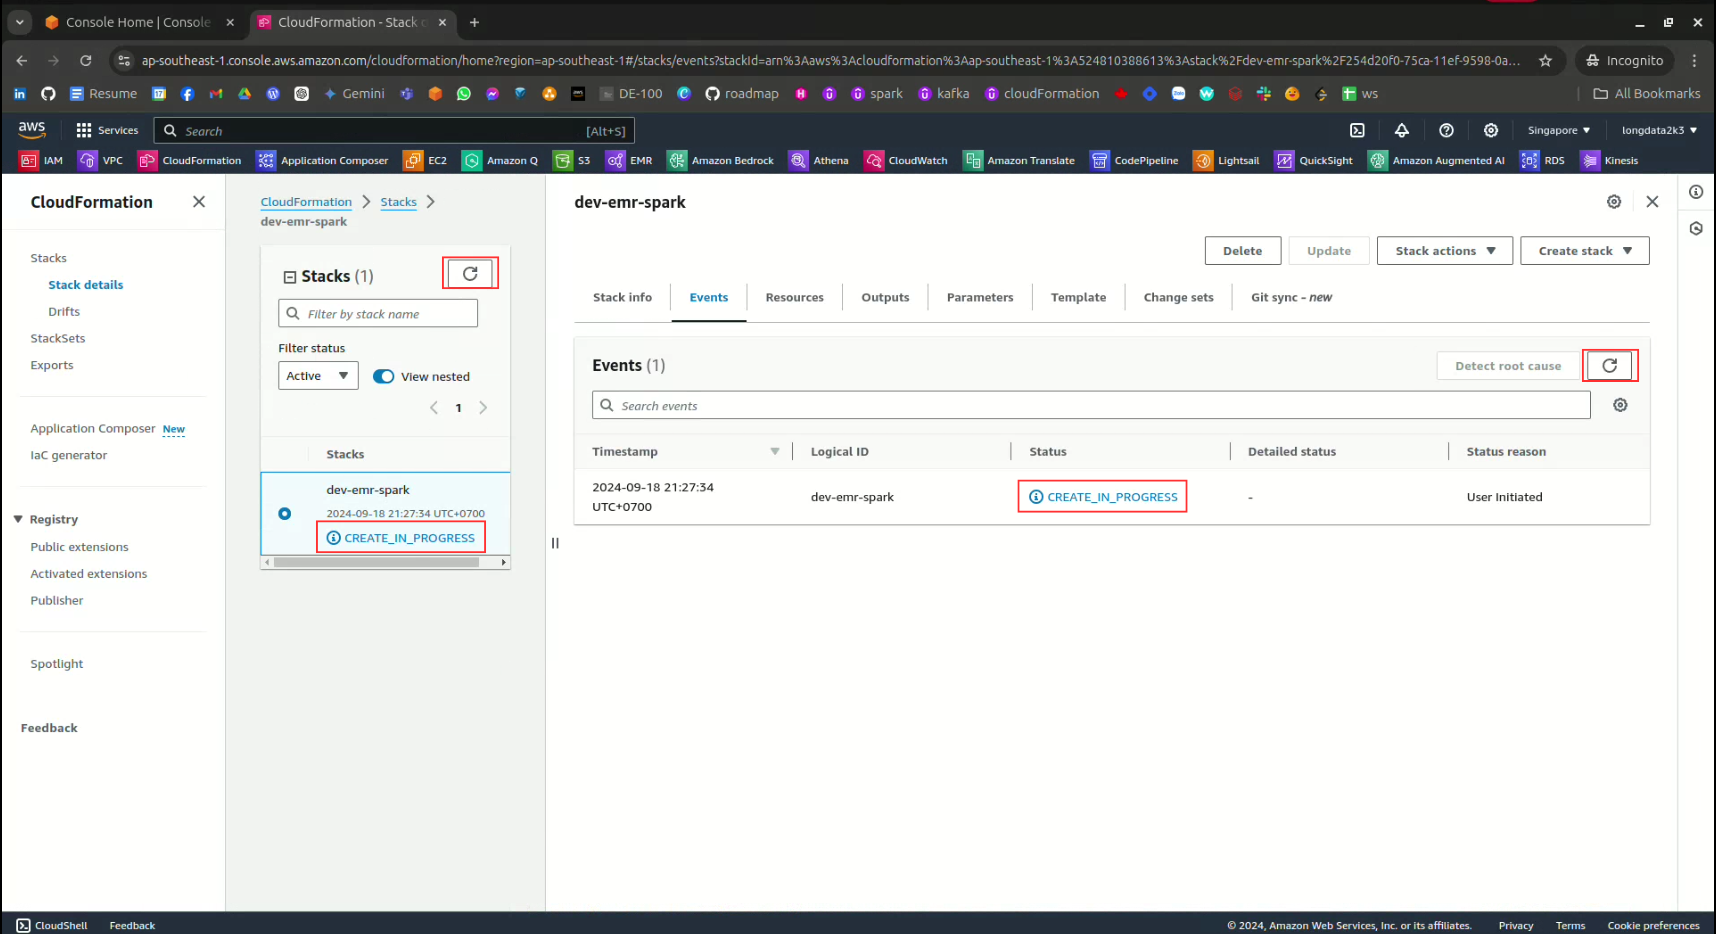 Console Home | Console
CloudFormation - Stack
ap-southeast-1.console.aws.amazon.com/cloudformation/home?region=ap-southeast-1#/stacks/events?stackId=arn%3Aaws%3Acloudformation%3Aap-southeast-1%3A524810388613%3Astack%2Fdev-emr-spark%2F254d20f0-75ca-11ef-9598-0a...
Incognito
Resume
Gemini
DE-100
roadmap
spark
kafka
cloudFormation
ws
All Bookmarks
aws
Services
Search
[Alt+S]
Singapore
longdata2k3
IAM
VPC
CloudFormation
Application Composer
EC2
Amazon Q
S3
EMR
Amazon Bedrock
Athena
CloudWatch
Amazon Translate
CodePipeline
Lightsail
QuickSight
Amazon Augmented AI
RDS
Kinesis
CloudFormation
Stacks
Stack details
Drifts
StackSets
Exports
Application Composer New
IaC generator
Registry
Public extensions
Activated extensions
Publisher
Spotlight
Feedback
CloudFormation > Stacks >
dev-emr-spark
Stacks (1)
Filter by stack name
Filter status
Active
View nested
1
Stacks
dev-emr-spark
2024-09-18 21:27:34 UTC+0700
CREATE_IN_PROGRESS
dev-emr-spark
Delete
Update
Stack actions
Create stack
Stack info
Events
Resources
Outputs
Parameters
Template
Change sets
Git sync - new
Events (1)
Detect root cause
Search events
Timestamp
Logical ID
Status
Detailed status
Status reason
2024-09-18 21:27:34
UTC+0700
dev-emr-spark
CREATE_IN_PROGRESS
-
User Initiated
CloudShell
Feedback
© 2024, Amazon Web Services, Inc. or its affiliates.
Privacy
Terms
Cookie preferences